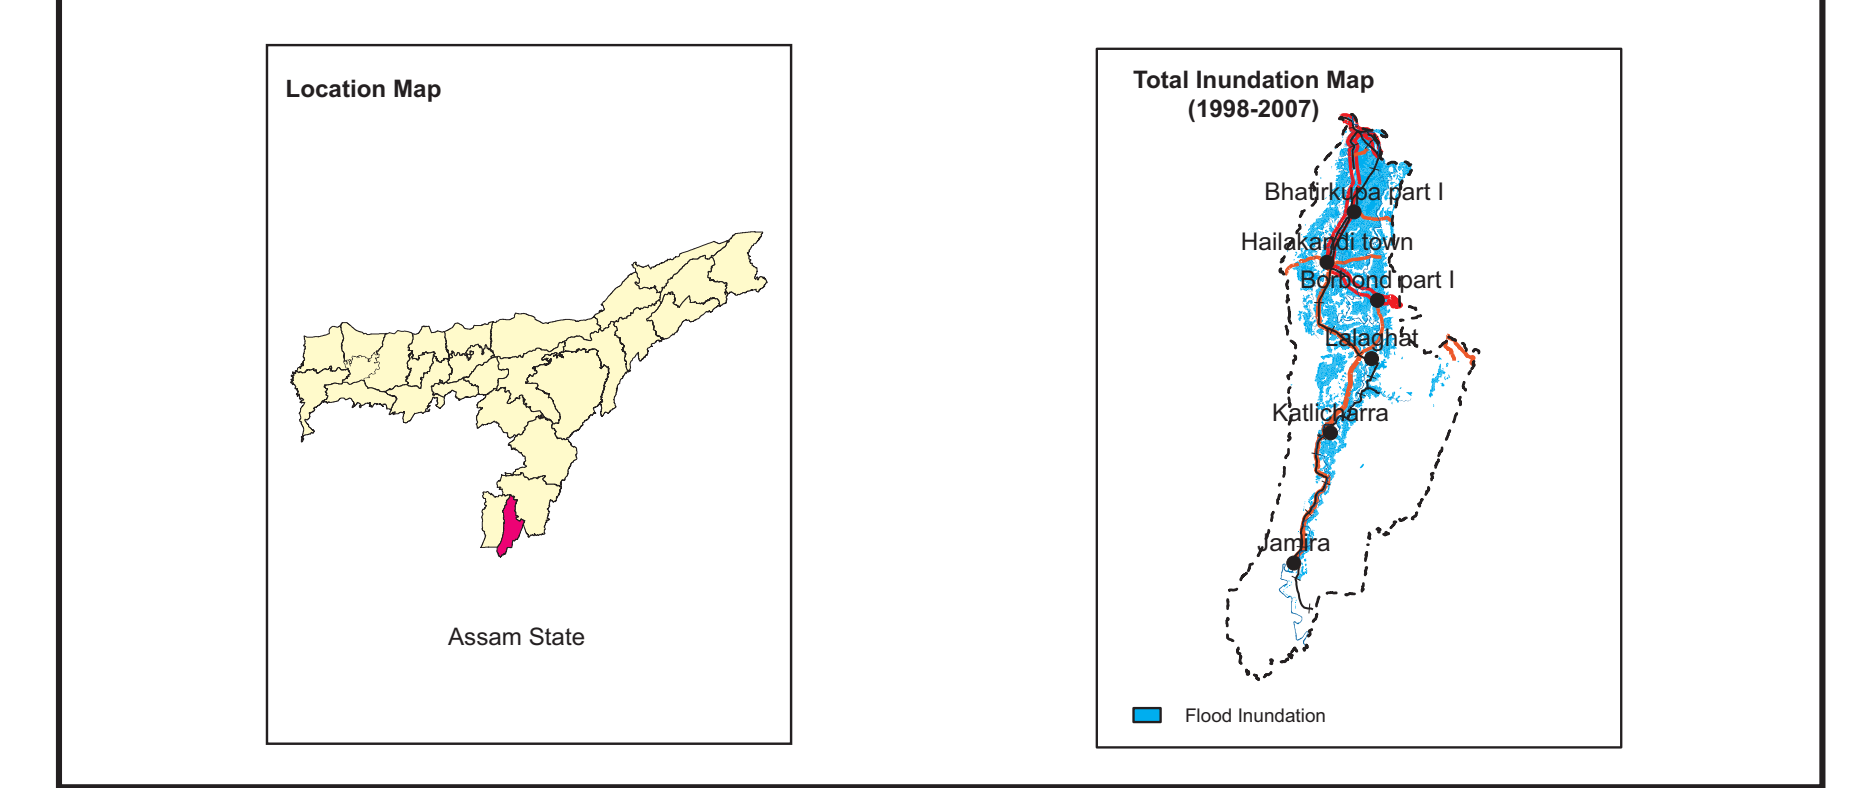 Location Map
Assam State
Total Inundation Map
(1998-2007)
Bhatirkupa part I
Hailakandi town
Borbond part I
Lalaghat
Katlicharra
Jamira
Flood Inundation